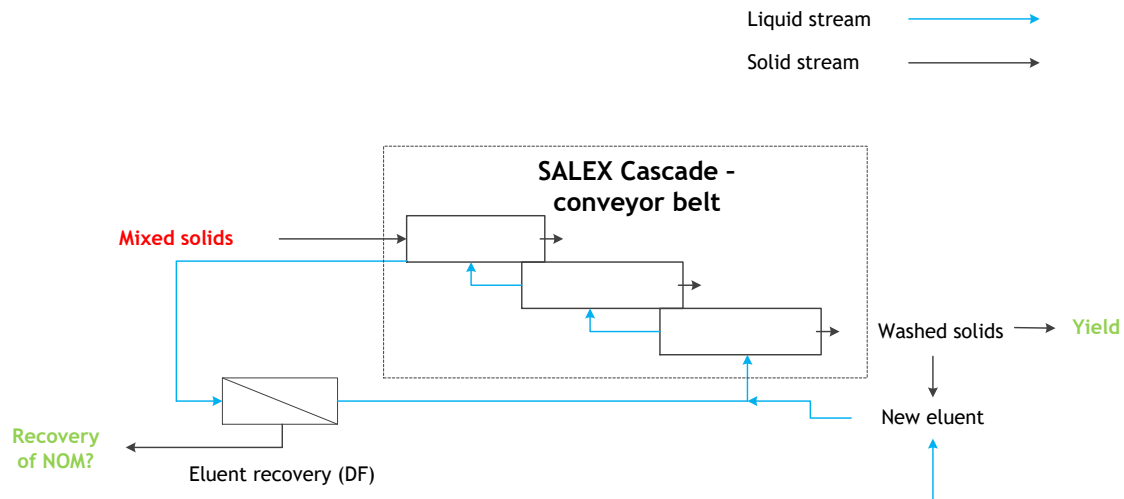 Liquid stream
Solid stream
SALEX Cascade –
conveyor belt
Mixed solids
Washed solids
Yield
New eluent
Recovery
of NOM?
Eluent recovery (DF)